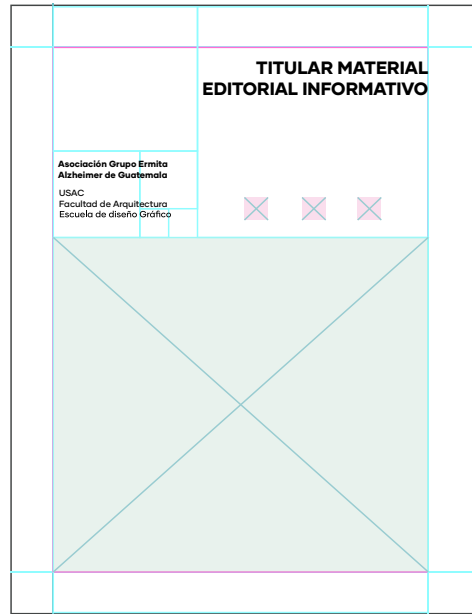 TITULAR MATERIAL
EDITORIAL INFORMATIVO
Asociación Grupo Ermita
Alzheimer de Guatemala
USAC
Facultad de Arquitectura
Escuela de diseño Gráfico